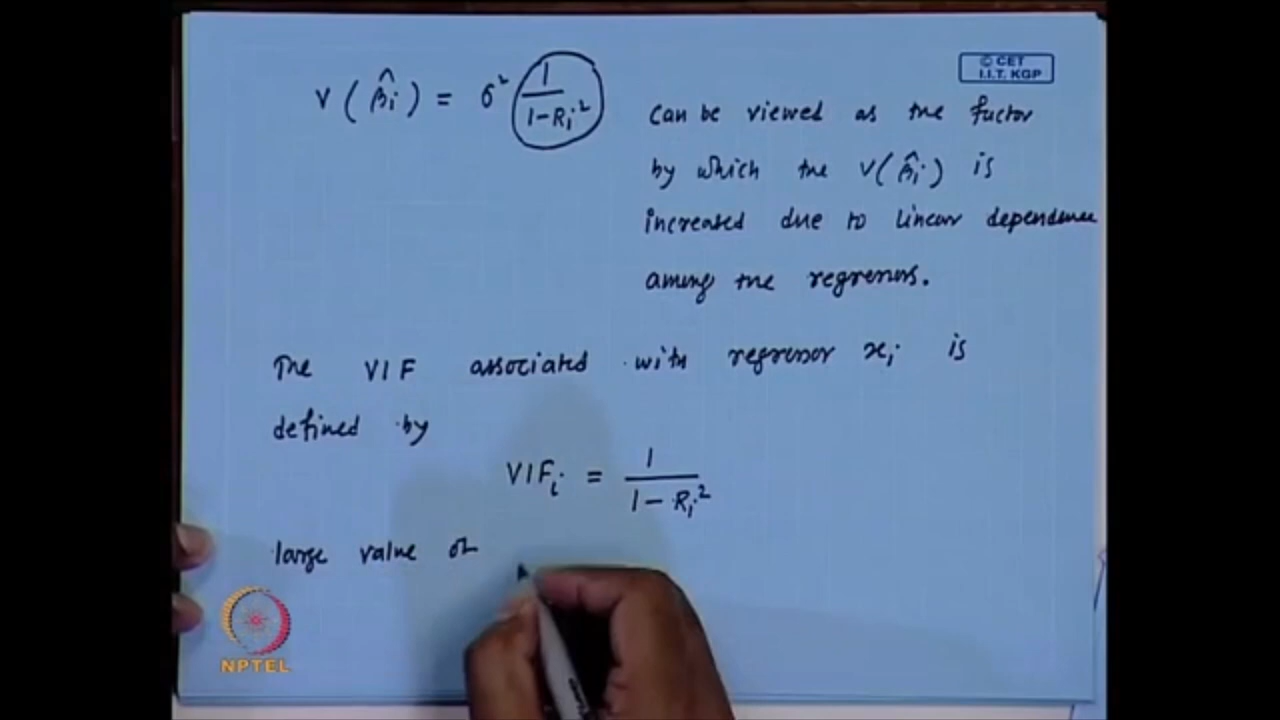 © CET
I.I.T. KGP
V(β̂i) = σ² 1/(1-Ri²)
Can be viewed as the factor
by which the V(β̂i) is
increased due to linear dependence
among the regressors.
The VIF associated with regressor xi is
defined by
VIFi = 1/(1 - Ri²)
large value of
NPTEL